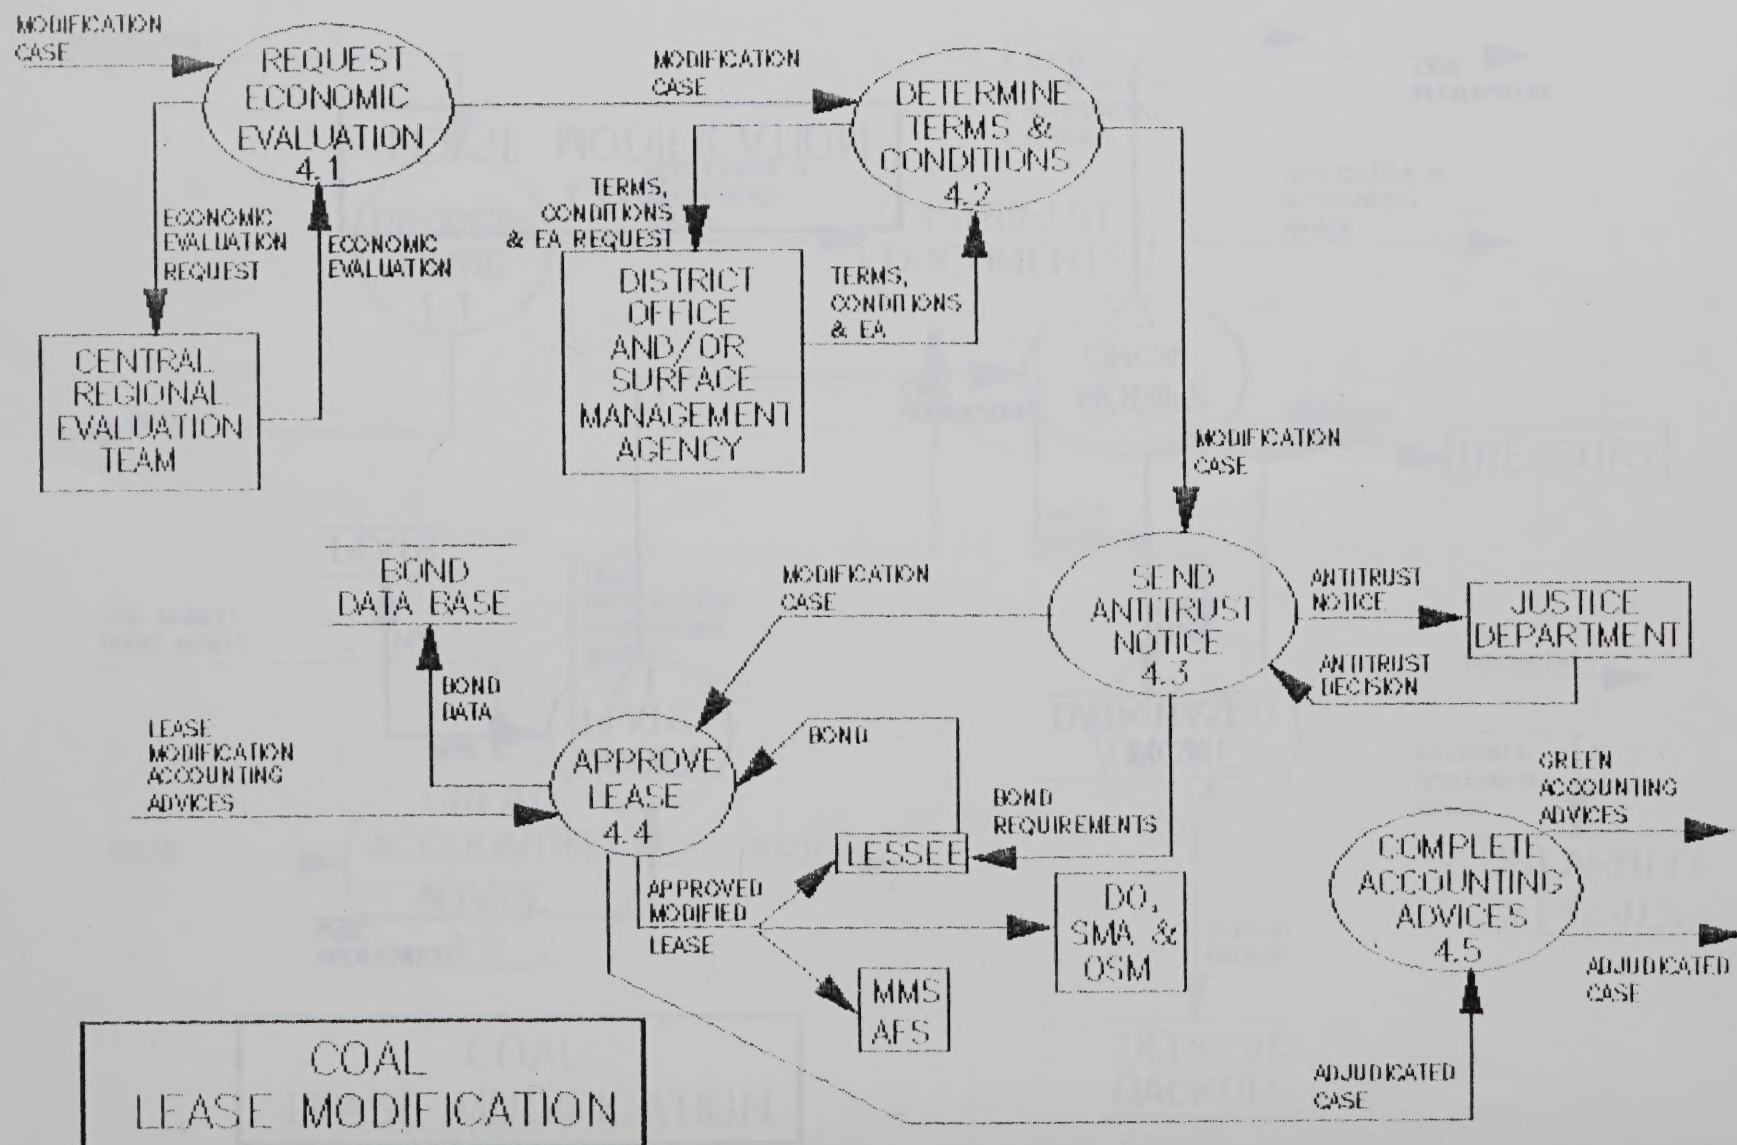 MODIFICATION
CASE
REQUEST
ECONOMIC
EVALUATION
4.1
MODIFICATION
CASE
DETERMINE
TERMS &
CONDITIONS
4.2
ECONOMIC
EVALUATION
REQUEST
ECONOMIC
EVALUATION
TERMS,
CONDITIONS
& EA REQUEST
CENTRAL
REGIONAL
EVALUATION
TEAM
DISTRICT
OFFICE
AND/OR
SURFACE
MANAGEMENT
AGENCY
TERMS,
CONDITIONS
& EA
MODIFICATION
CASE
BOND
DATA BASE
MODIFICATION
CASE
SEND
ANTITRUST
NOTICE
4.3
ANTITRUST
NOTICE
JUSTICE
DEPARTMENT
ANTITRUST
DECISION
BOND
DATA
LEASE
MODIFICATION
ACCOUNTING
ADVICES
APPROVE
LEASE
4.4
BOND
BOND
REQUIREMENTS
LESSEE
APPROVED
MODIFIED
LEASE
DO,
SMA &
OSM
MMS
AFS
GREEN
ACCOUNTING
ADVICES
COMPLETE
ACCOUNTING
ADVICES
4.5
ADJUDICATED
CASE
ADJUDICATED
CASE
COAL
LEASE MODIFICATION